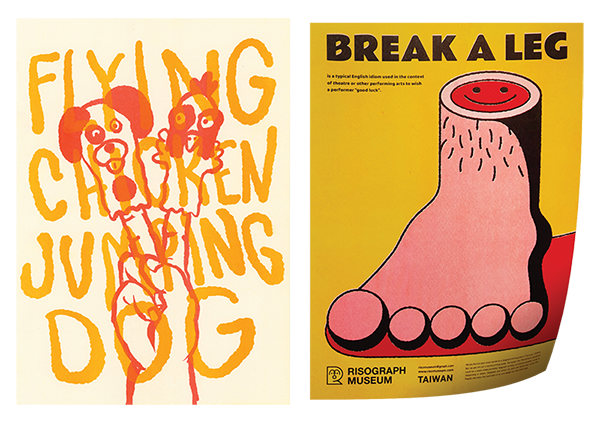 FLYING
CHICKEN
JUMPING
DOG
BREAK A LEG
is a typical English idiom used in the context
of theatre or other performing arts to wish
a performer "good luck".
RISOGRAPH
MUSEUM
TAIWAN